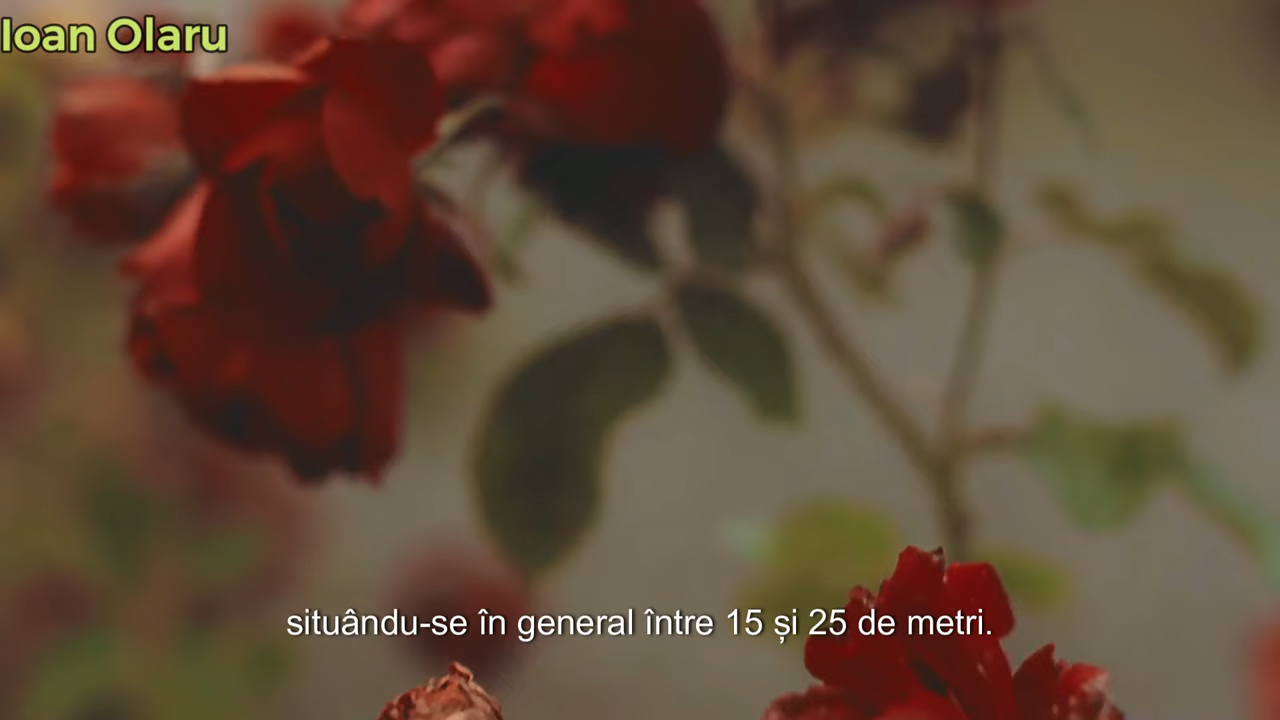 Ioan Olaru
situându-se în general între 15 și 25 de metri.